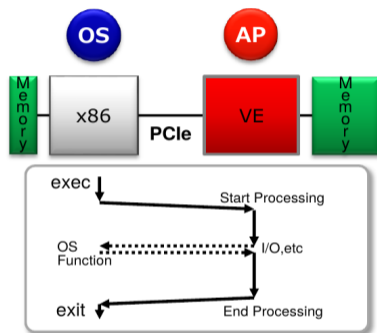 OS
AP
Memory
x86
PCIe
VE
Memory
exec
Start Processing
OS
Function
I/O,etc
exit
End Processing